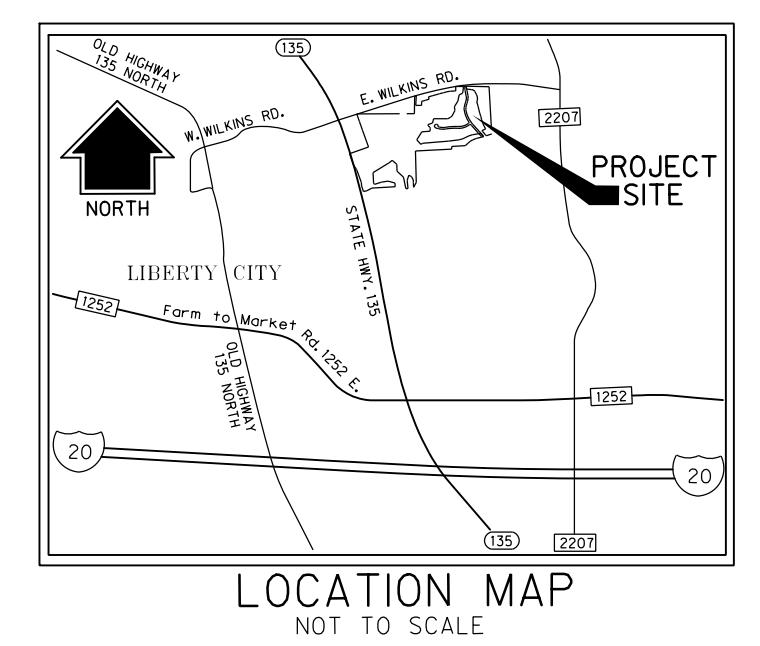 OLD HIGHWAY
135 NORTH
135
E. WILKINS RD.
W. WILKINS RD.
2207
PROJECT
SITE
NORTH
STATE HWY. 135
LIBERTY CITY
1252
Farm to Market Rd. 1252 E.
OLD HIGHWAY
135 NORTH
1252
20
20
135
2207
LOCATION MAP
NOT TO SCALE